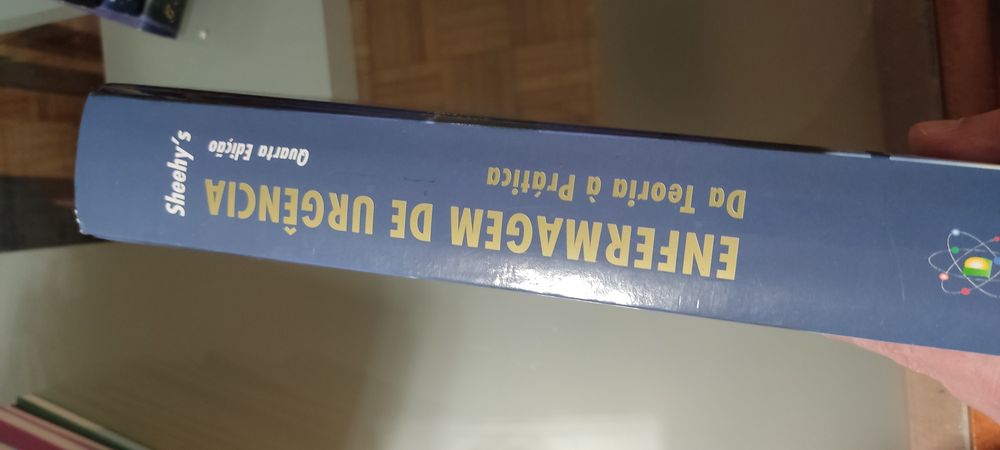 Sheehy's
ENFERMAGEM DE URGÊNCIA
Da Teoria à Prática
Quarta Edição